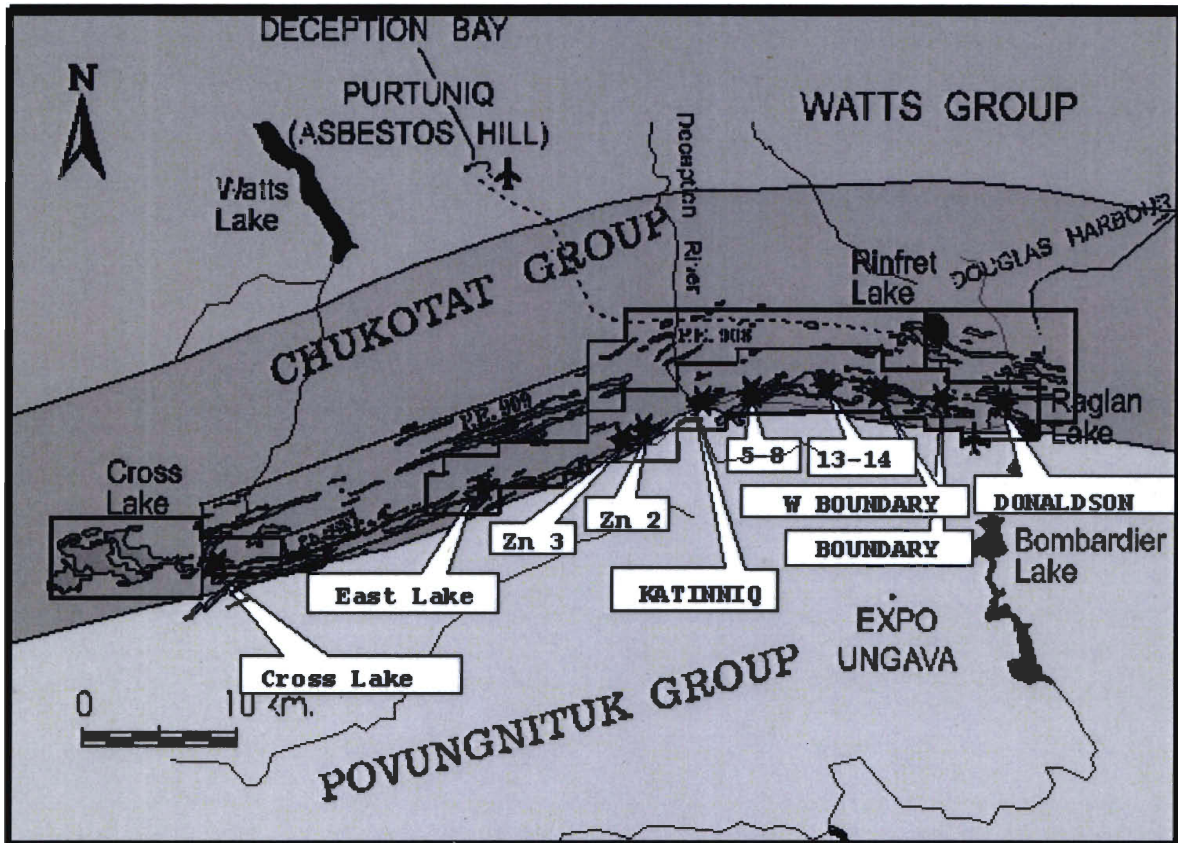 DECEPTION BAY
PURTUNIQ
(ASBESTOS HILL)
N
WATTS GROUP
Watts
Lake
Deception River
CHUKOTAT GROUP
Rinfret
Lake
DOUGLAS HARBOUR
P.E. 908
P.E. 909
Raglan
Lake
Cross
Lake
5-8
13-14
Zn 2
Zn 3
W BOUNDARY
DONALDSON
BOUNDARY
Bombardier
Lake
East Lake
KATINNIQ
EXPO
UNGAVA
Cross Lake
0 10 Km.
POVUNGNITUK GROUP